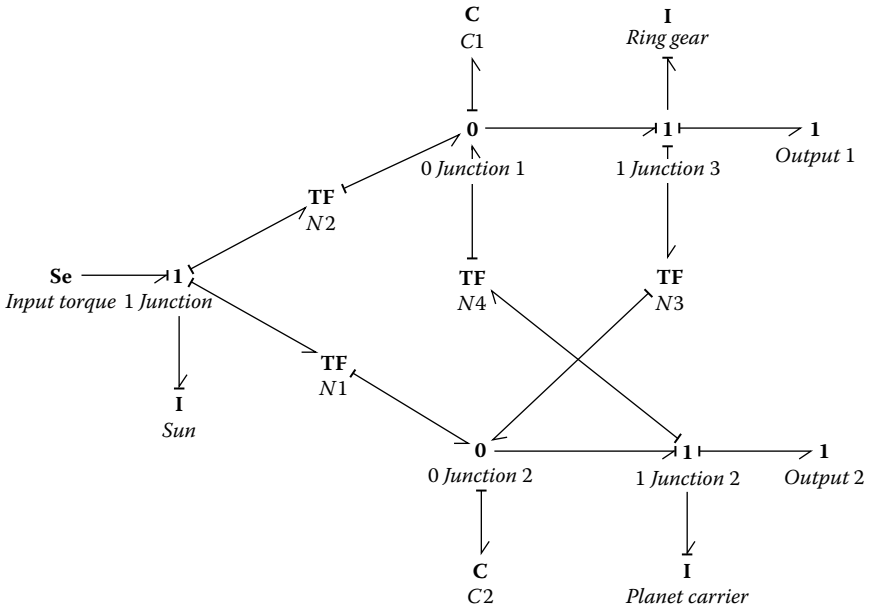 C
C1
I
Ring gear
0
1
1
0 Junction 1
1 Junction 3
Output 1
TF
N2
Se
1
Input torque
1 Junction
TF
N4
TF
N3
TF
N1
I
Sun
0
1
1
0 Junction 2
1 Junction 2
Output 2
C
C2
I
Planet carrier